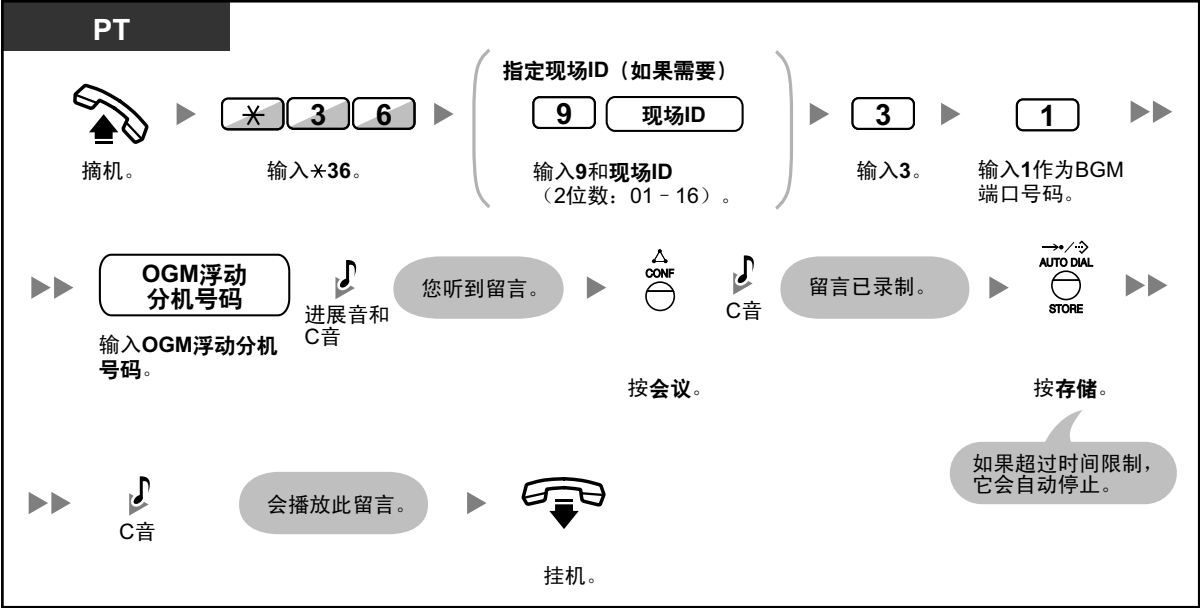 PT
指定现场ID（如果需要）
* 3 6
9 现场ID
3
1
摘机。
输入*36。
输入9和现场ID
（2位数：01–16）。
输入3。
输入1作为BGM
端口号码。
OGM浮动
分机号码
输入OGM浮动分机
号码。
进展音和
C音
您听到留言。
CONF
按会议。
C音
留言已录制。
AUTO DIAL
STORE
按存储。
如果超过时间限制，
它会自动停止。
C音
会播放此留言。
挂机。